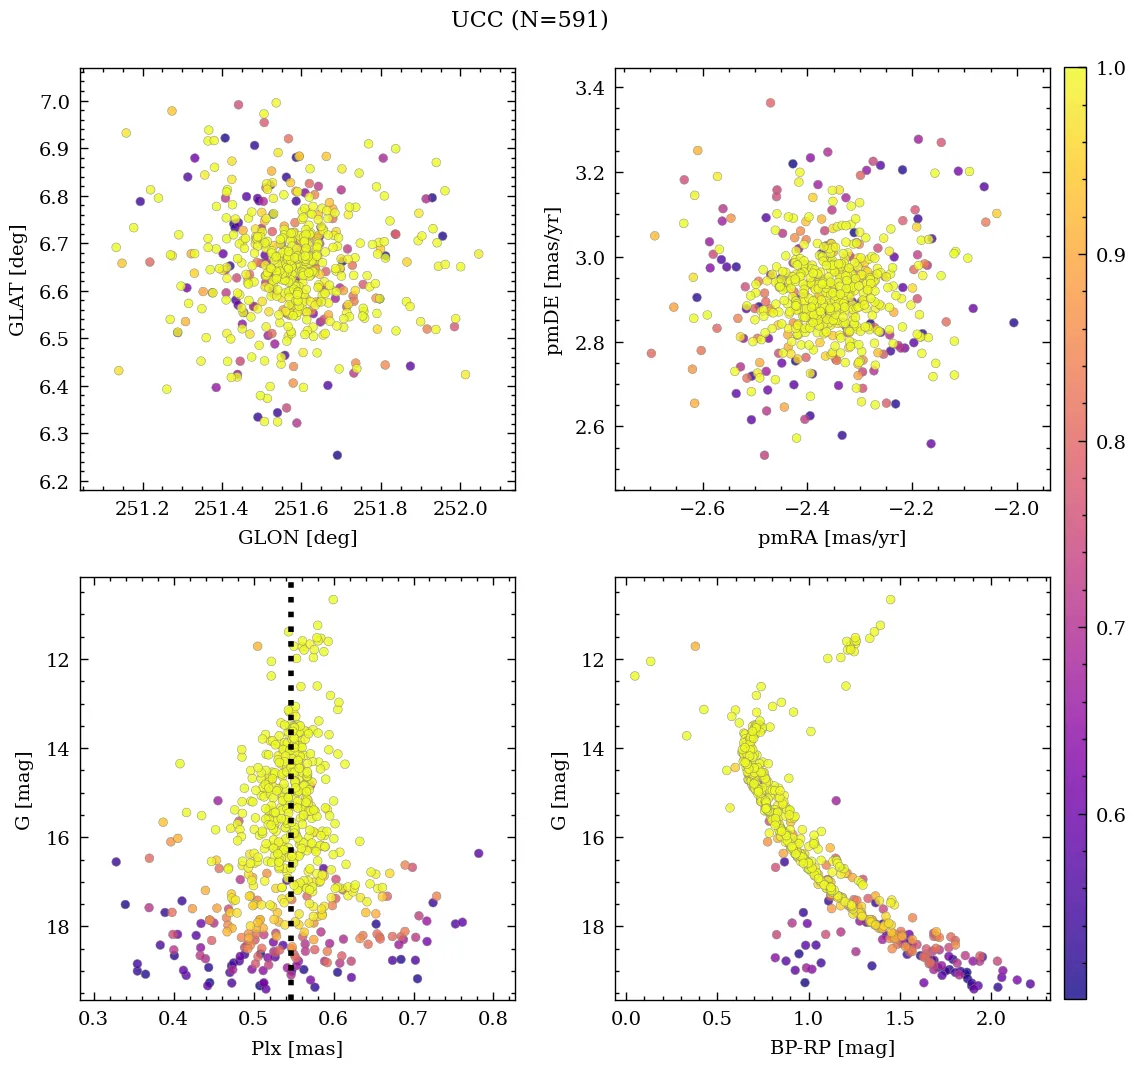 UCC (N=591)
7.0
6.9
6.8
6.7
6.6
6.5
6.4
6.3
6.2
GLAT [deg]
251.2 251.4 251.6 251.8 252.0
GLON [deg]
3.4
3.2
3.0
2.8
2.6
pmDE [mas/yr]
−2.6 −2.4 −2.2 −2.0
pmRA [mas/yr]
1.0
0.9
0.8
0.7
0.6
12
14
16
18
G [mag]
0.3 0.4 0.5 0.6 0.7 0.8
Plx [mas]
12
14
16
18
G [mag]
0.0 0.5 1.0 1.5 2.0
BP-RP [mag]